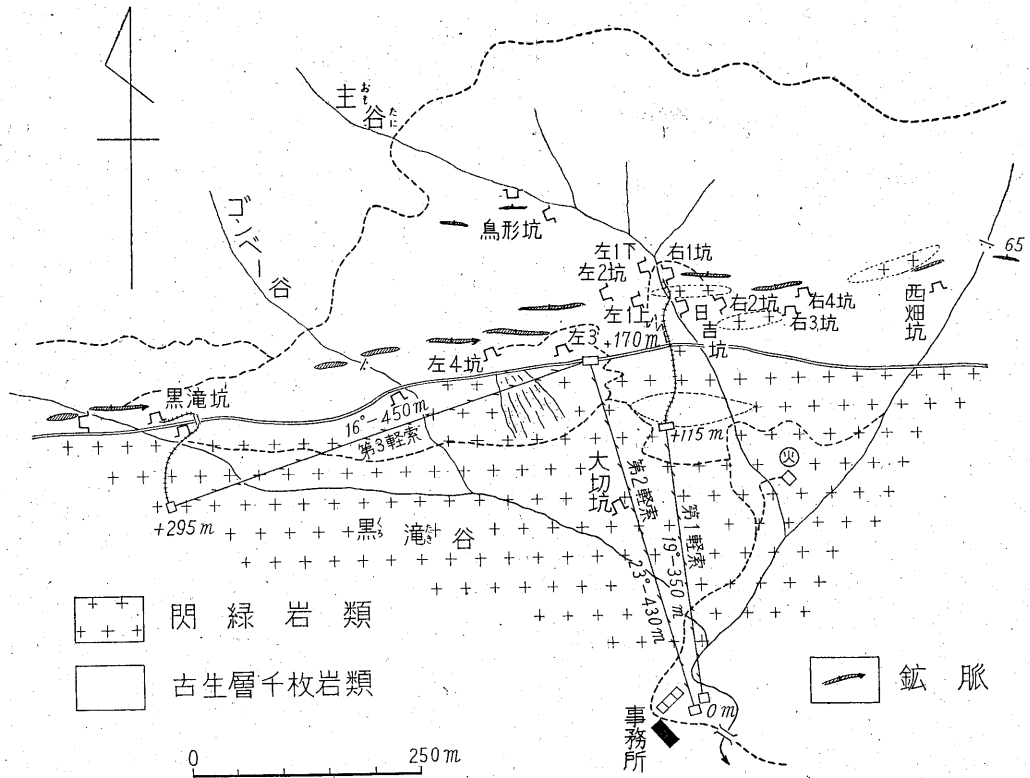 主谷
おもたに
ゴンベー谷
鳥形坑
65
左1下
右1坑
左2坑
左1上
日吉坑
右2坑
右4坑
右3坑
西畑坑
左3
+170m
左4坑
黒滝坑
16°-450m
第3軽索
+115m
火
大切坑
第2軽索
23°-430m
第1軽索
19°-350m
+295m
黒滝谷
くろたき
閃緑岩類
古生層千枚岩類
鉱脈
0m
事務所
0 250m